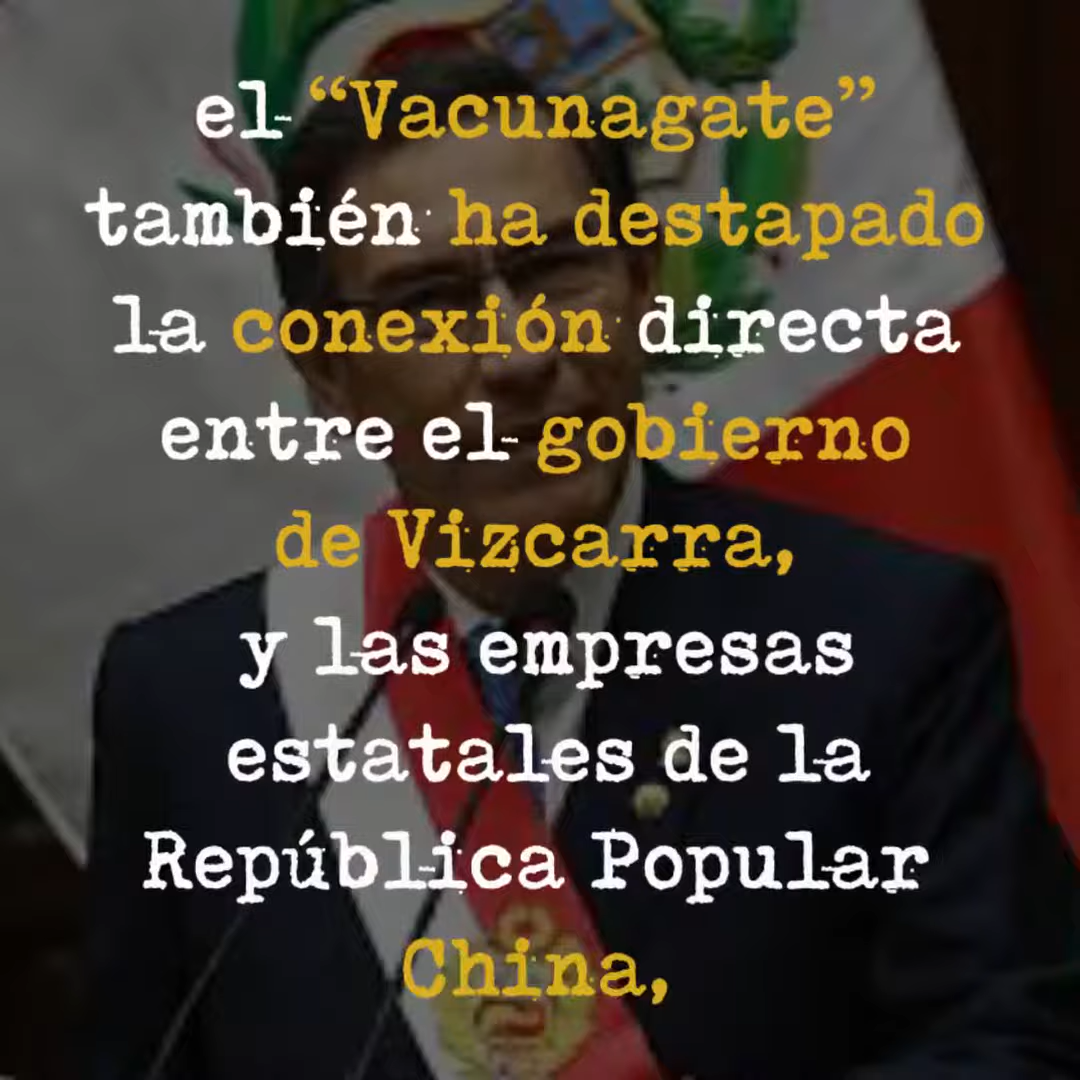 el “Vacunagate”
también ha destapado
la conexión directa
entre el gobierno
de Vizcarra,
y las empresas
estatales de la
República Popular
China,